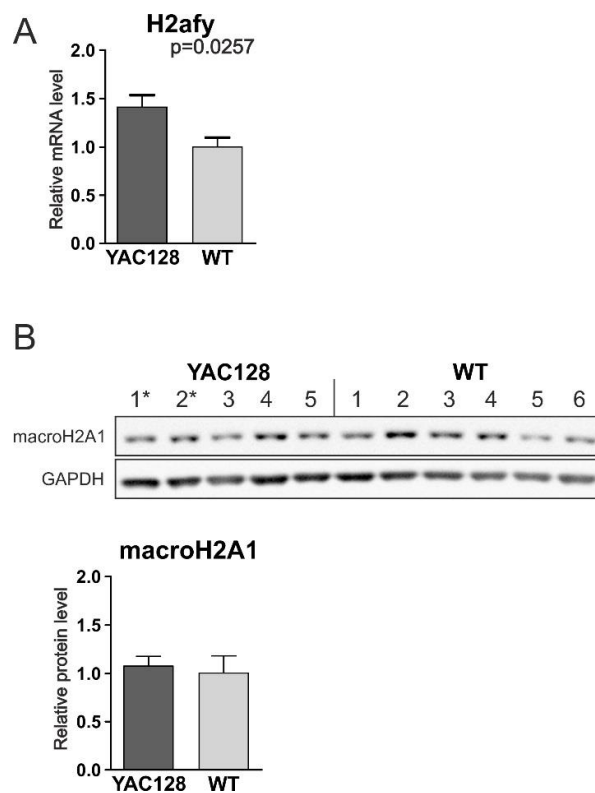 A
H2afy
p=0.0257
Relative mRNA level
2.0
1.5
1.0
0.5
0.0
YAC128 WT
B
YAC128 WT
1* 2* 3 4 5 1 2 3 4 5 6
macroH2A1
GAPDH
macroH2A1
Relative protein level
2.0
1.5
1.0
0.5
0.0
YAC128 WT